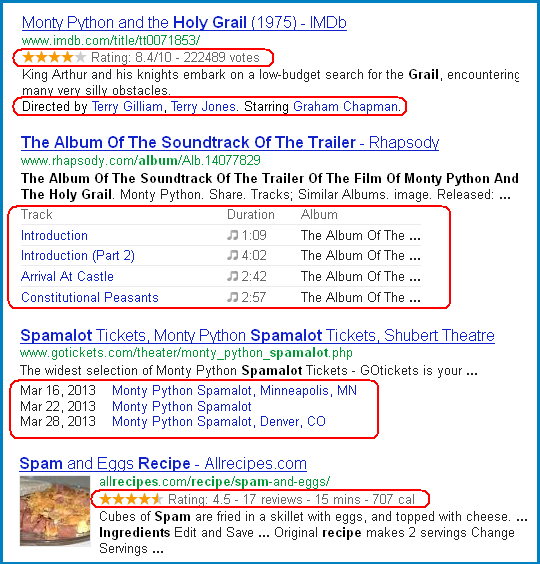 Monty Python and the Holy Grail (1975) - IMDb
www.imdb.com/title/tt0071853/
Rating: 8.4/10 - 222489 votes
King Arthur and his knights embark on a low-budget search for the Grail, encountering
many very silly obstacles.
Directed by Terry Gilliam, Terry Jones. Starring Graham Chapman.
The Album Of The Soundtrack Of The Trailer - Rhapsody
www.rhapsody.com/album/Alb.14077829
The Album Of The Soundtrack Of The Trailer Of The Film Of Monty Python And
The Holy Grail. Monty Python. Share. Tracks; Similar Albums. image. Released: ...
Track Duration Album
Introduction 1:09 The Album Of The ...
Introduction (Part 2) 4:02 The Album Of The ...
Arrival At Castle 2:42 The Album Of The ...
Constitutional Peasants 2:57 The Album Of The ...
Spamalot Tickets, Monty Python Spamalot Tickets, Shubert Theatre
www.gotickets.com/theater/monty_python_spamalot.php
The widest selection of Monty Python Spamalot Tickets - GOtickets is your ...
Mar 16, 2013 Monty Python Spamalot, Minneapolis, MN
Mar 22, 2013 Monty Python Spamalot
Mar 28, 2013 Monty Python Spamalot, Denver, CO
Spam and Eggs Recipe - Allrecipes.com
allrecipes.com/recipe/spam-and-eggs/
Rating: 4.5 - 17 reviews - 15 mins - 707 cal
Cubes of Spam are fried in a skillet with eggs, and topped with cheese. ...
Ingredients Edit and Save ... Original recipe makes 2 servings Change
Servings ...